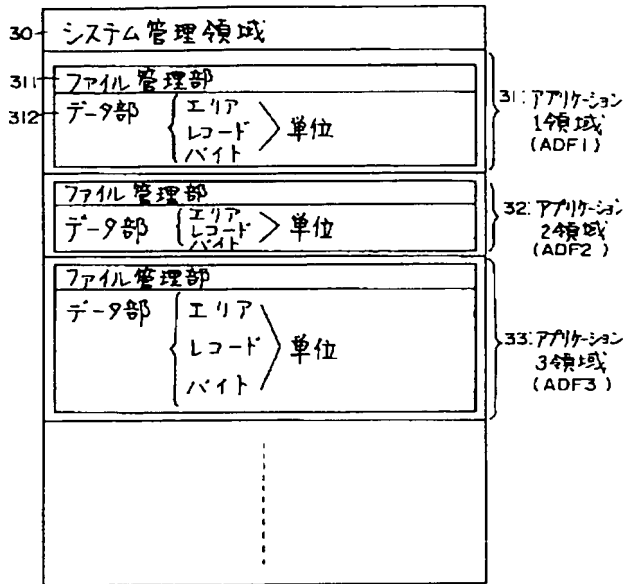 30 システム管理領域
311 ファイル管理部
312 データ部 エリア
レコード
バイト
単位
31:アプリケーション
1領域
(ADF1)
ファイル管理部
データ部 エリア
レコード
バイト
単位
32:アプリケーション
2領域
(ADF2)
ファイル管理部
データ部 エリア
レコード
バイト
単位
33:アプリケーション
3領域
(ADF3)